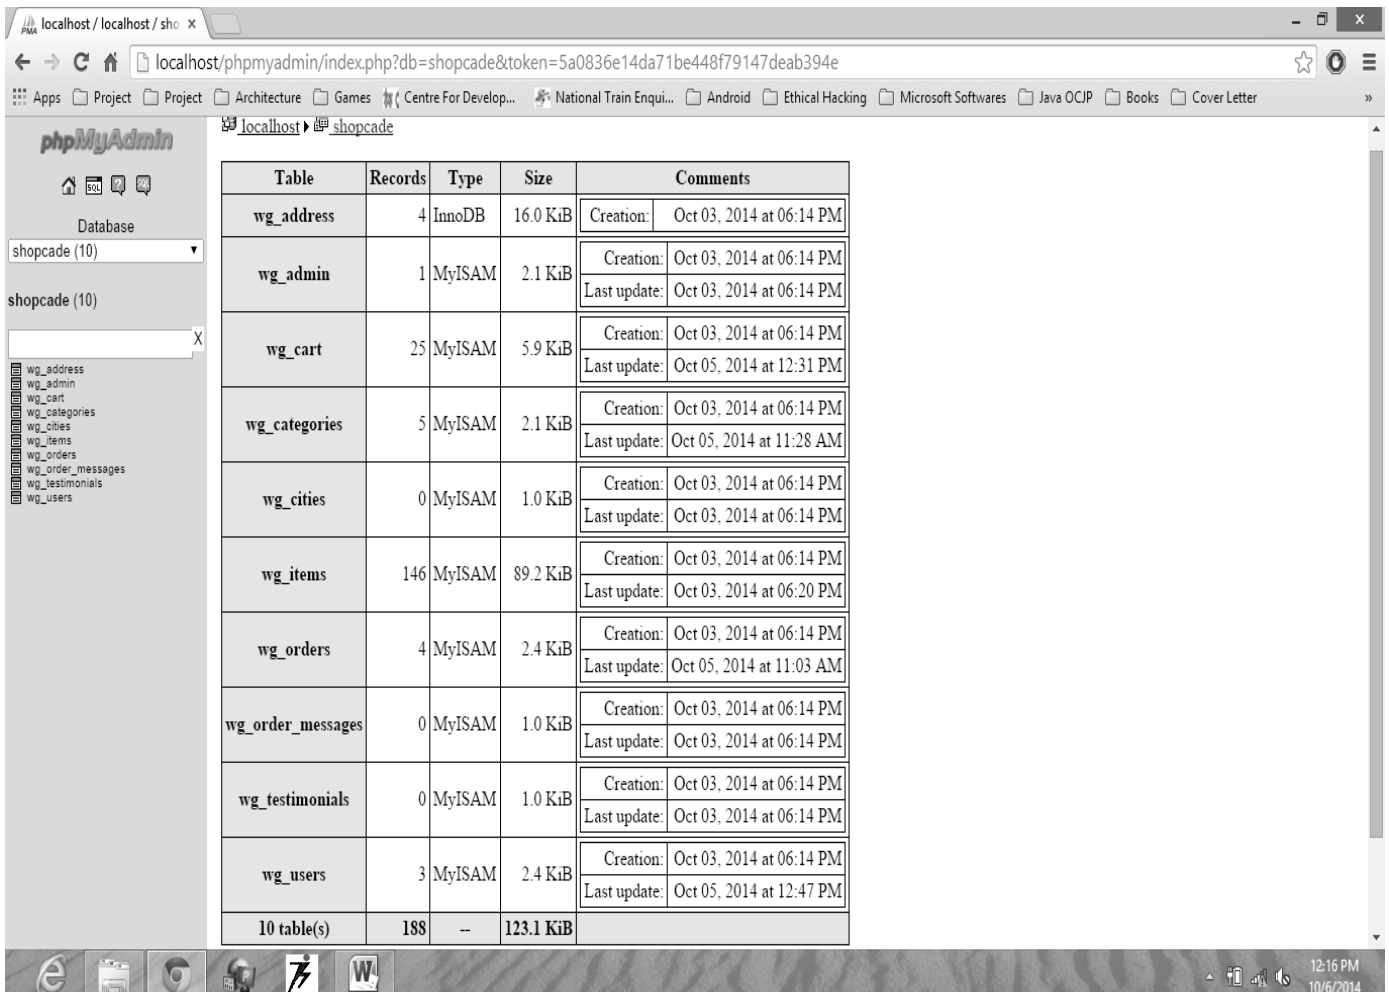 localhost / localhost / sho x
localhost/phpmyadmin/index.php?db=shopcade&token=5a0836e14da71be448f79147deab394e
Apps Project Project Architecture Games Centre For Develop... National Train Enqui... Android Ethical Hacking Microsoft Softwares Java OCJP Books Cover Letter »
phpMyAdmin
Database
shopcade (10)
shopcade (10)
X
wg_address
wg_admin
wg_cart
wg_categories
wg_cities
wg_items
wg_orders
wg_order_messages
wg_testimonials
wg_users
localhost shopcade
Table Records Type Size Comments
wg_address 4 InnoDB 16.0 KiB Creation: Oct 03, 2014 at 06:14 PM
wg_admin 1 MyISAM 2.1 KiB Creation: Oct 03, 2014 at 06:14 PM
Last update: Oct 03, 2014 at 06:14 PM
wg_cart 25 MyISAM 5.9 KiB Creation: Oct 03, 2014 at 06:14 PM
Last update: Oct 05, 2014 at 12:31 PM
wg_categories 5 MyISAM 2.1 KiB Creation: Oct 03, 2014 at 06:14 PM
Last update: Oct 05, 2014 at 11:28 AM
wg_cities 0 MyISAM 1.0 KiB Creation: Oct 03, 2014 at 06:14 PM
Last update: Oct 03, 2014 at 06:14 PM
wg_items 146 MyISAM 89.2 KiB Creation: Oct 03, 2014 at 06:14 PM
Last update: Oct 03, 2014 at 06:20 PM
wg_orders 4 MyISAM 2.4 KiB Creation: Oct 03, 2014 at 06:14 PM
Last update: Oct 05, 2014 at 11:03 AM
wg_order_messages 0 MyISAM 1.0 KiB Creation: Oct 03, 2014 at 06:14 PM
Last update: Oct 03, 2014 at 06:14 PM
wg_testimonials 0 MyISAM 1.0 KiB Creation: Oct 03, 2014 at 06:14 PM
Last update: Oct 03, 2014 at 06:14 PM
wg_users 3 MyISAM 2.4 KiB Creation: Oct 03, 2014 at 06:14 PM
Last update: Oct 05, 2014 at 12:47 PM
10 table(s) 188 -- 123.1 KiB
12:16 PM
10/6/2014